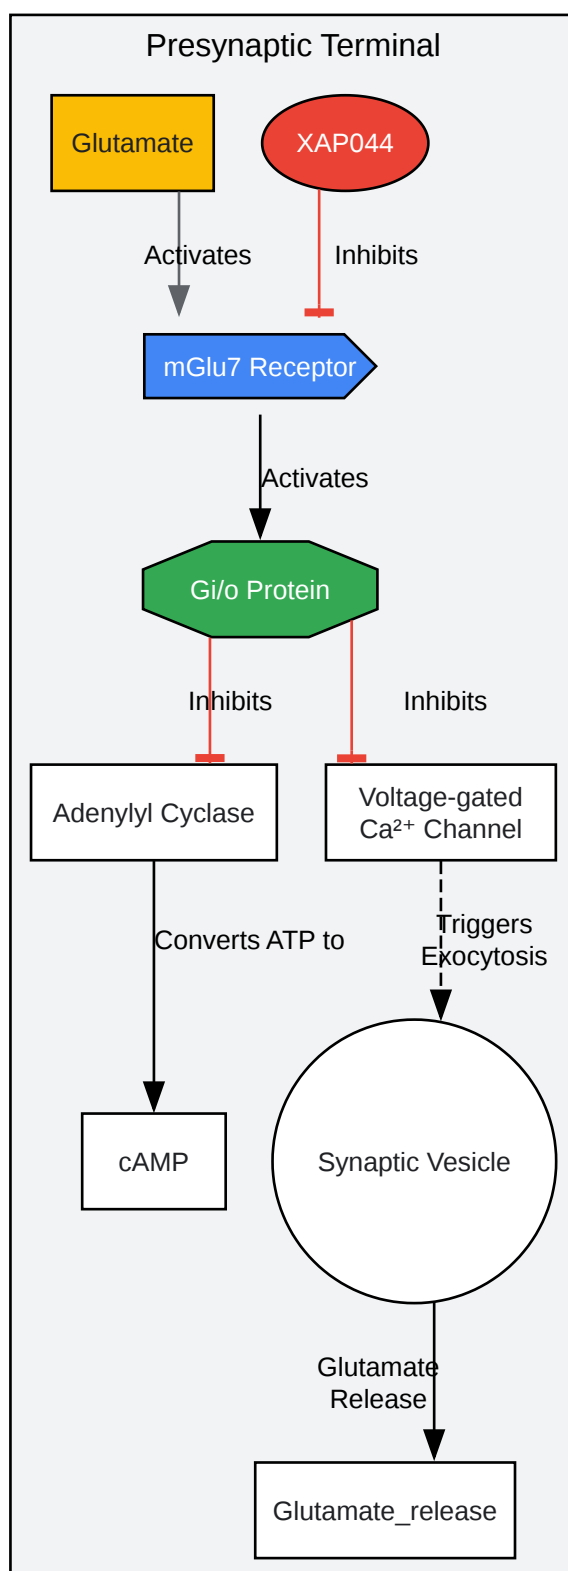 Presynaptic Terminal
Glutamate
XAP044
Activates
Inhibits
mGlu7 Receptor
Activates
Gi/o Protein
Inhibits
Inhibits
Adenylyl Cyclase
Voltage-gated
Ca²⁺ Channel
Converts ATP to
Triggers
Exocytosis
cAMP
Synaptic Vesicle
Glutamate
Release
Glutamate_release